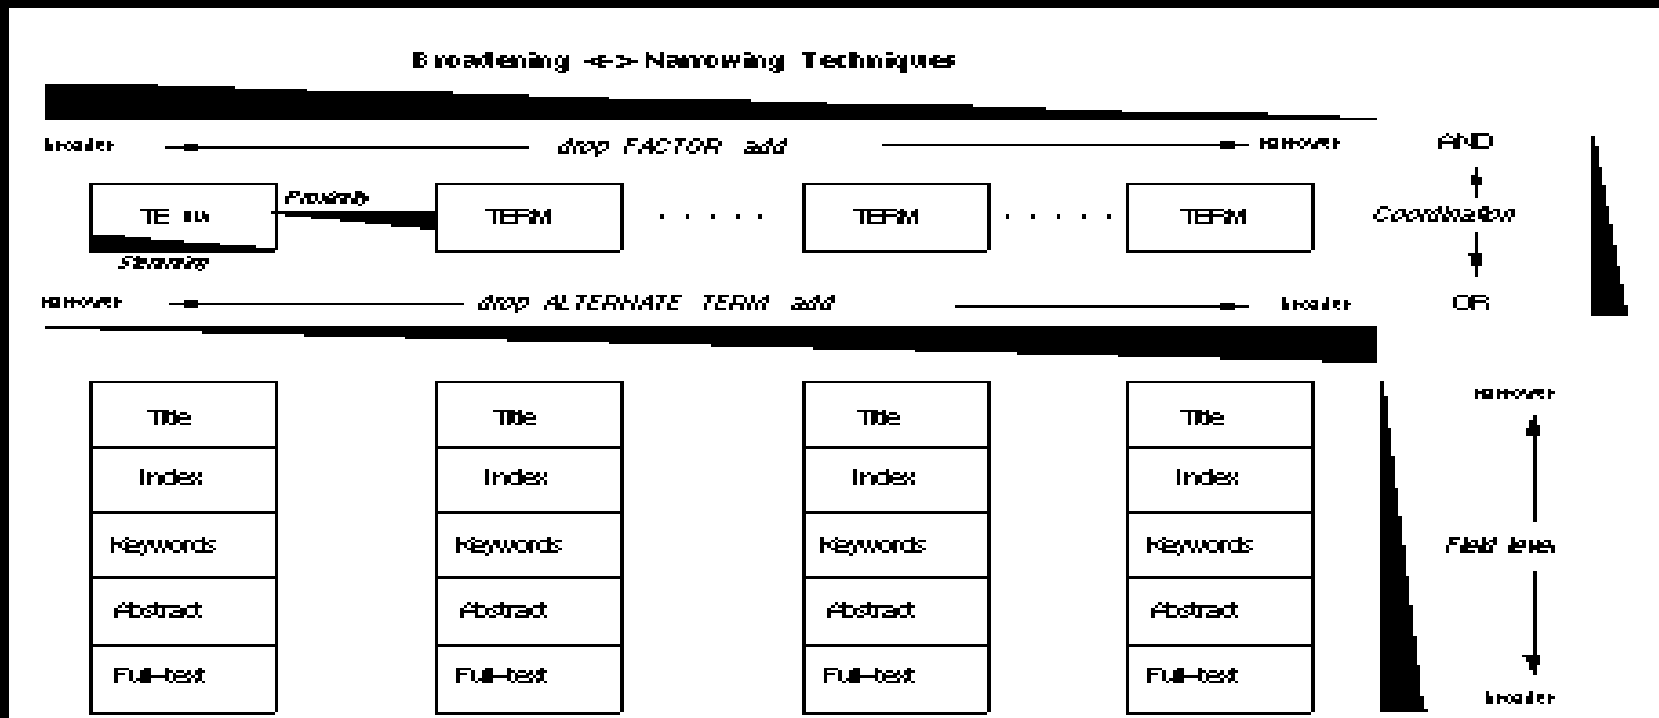 Broadening <=> Narrowing Techniques
broader drop FACTOR add narrower AND
Proximity
TERM TERM . . . . . TERM . . . . . TERM Coordination
Stemming
narrower drop ALTERNATE TERM add broader OR
narrower
Title Title Title Title
Index Index Index Index
Keywords Keywords Keywords Keywords Field level
Abstract Abstract Abstract Abstract
Full-text Full-text Full-text Full-text
broader